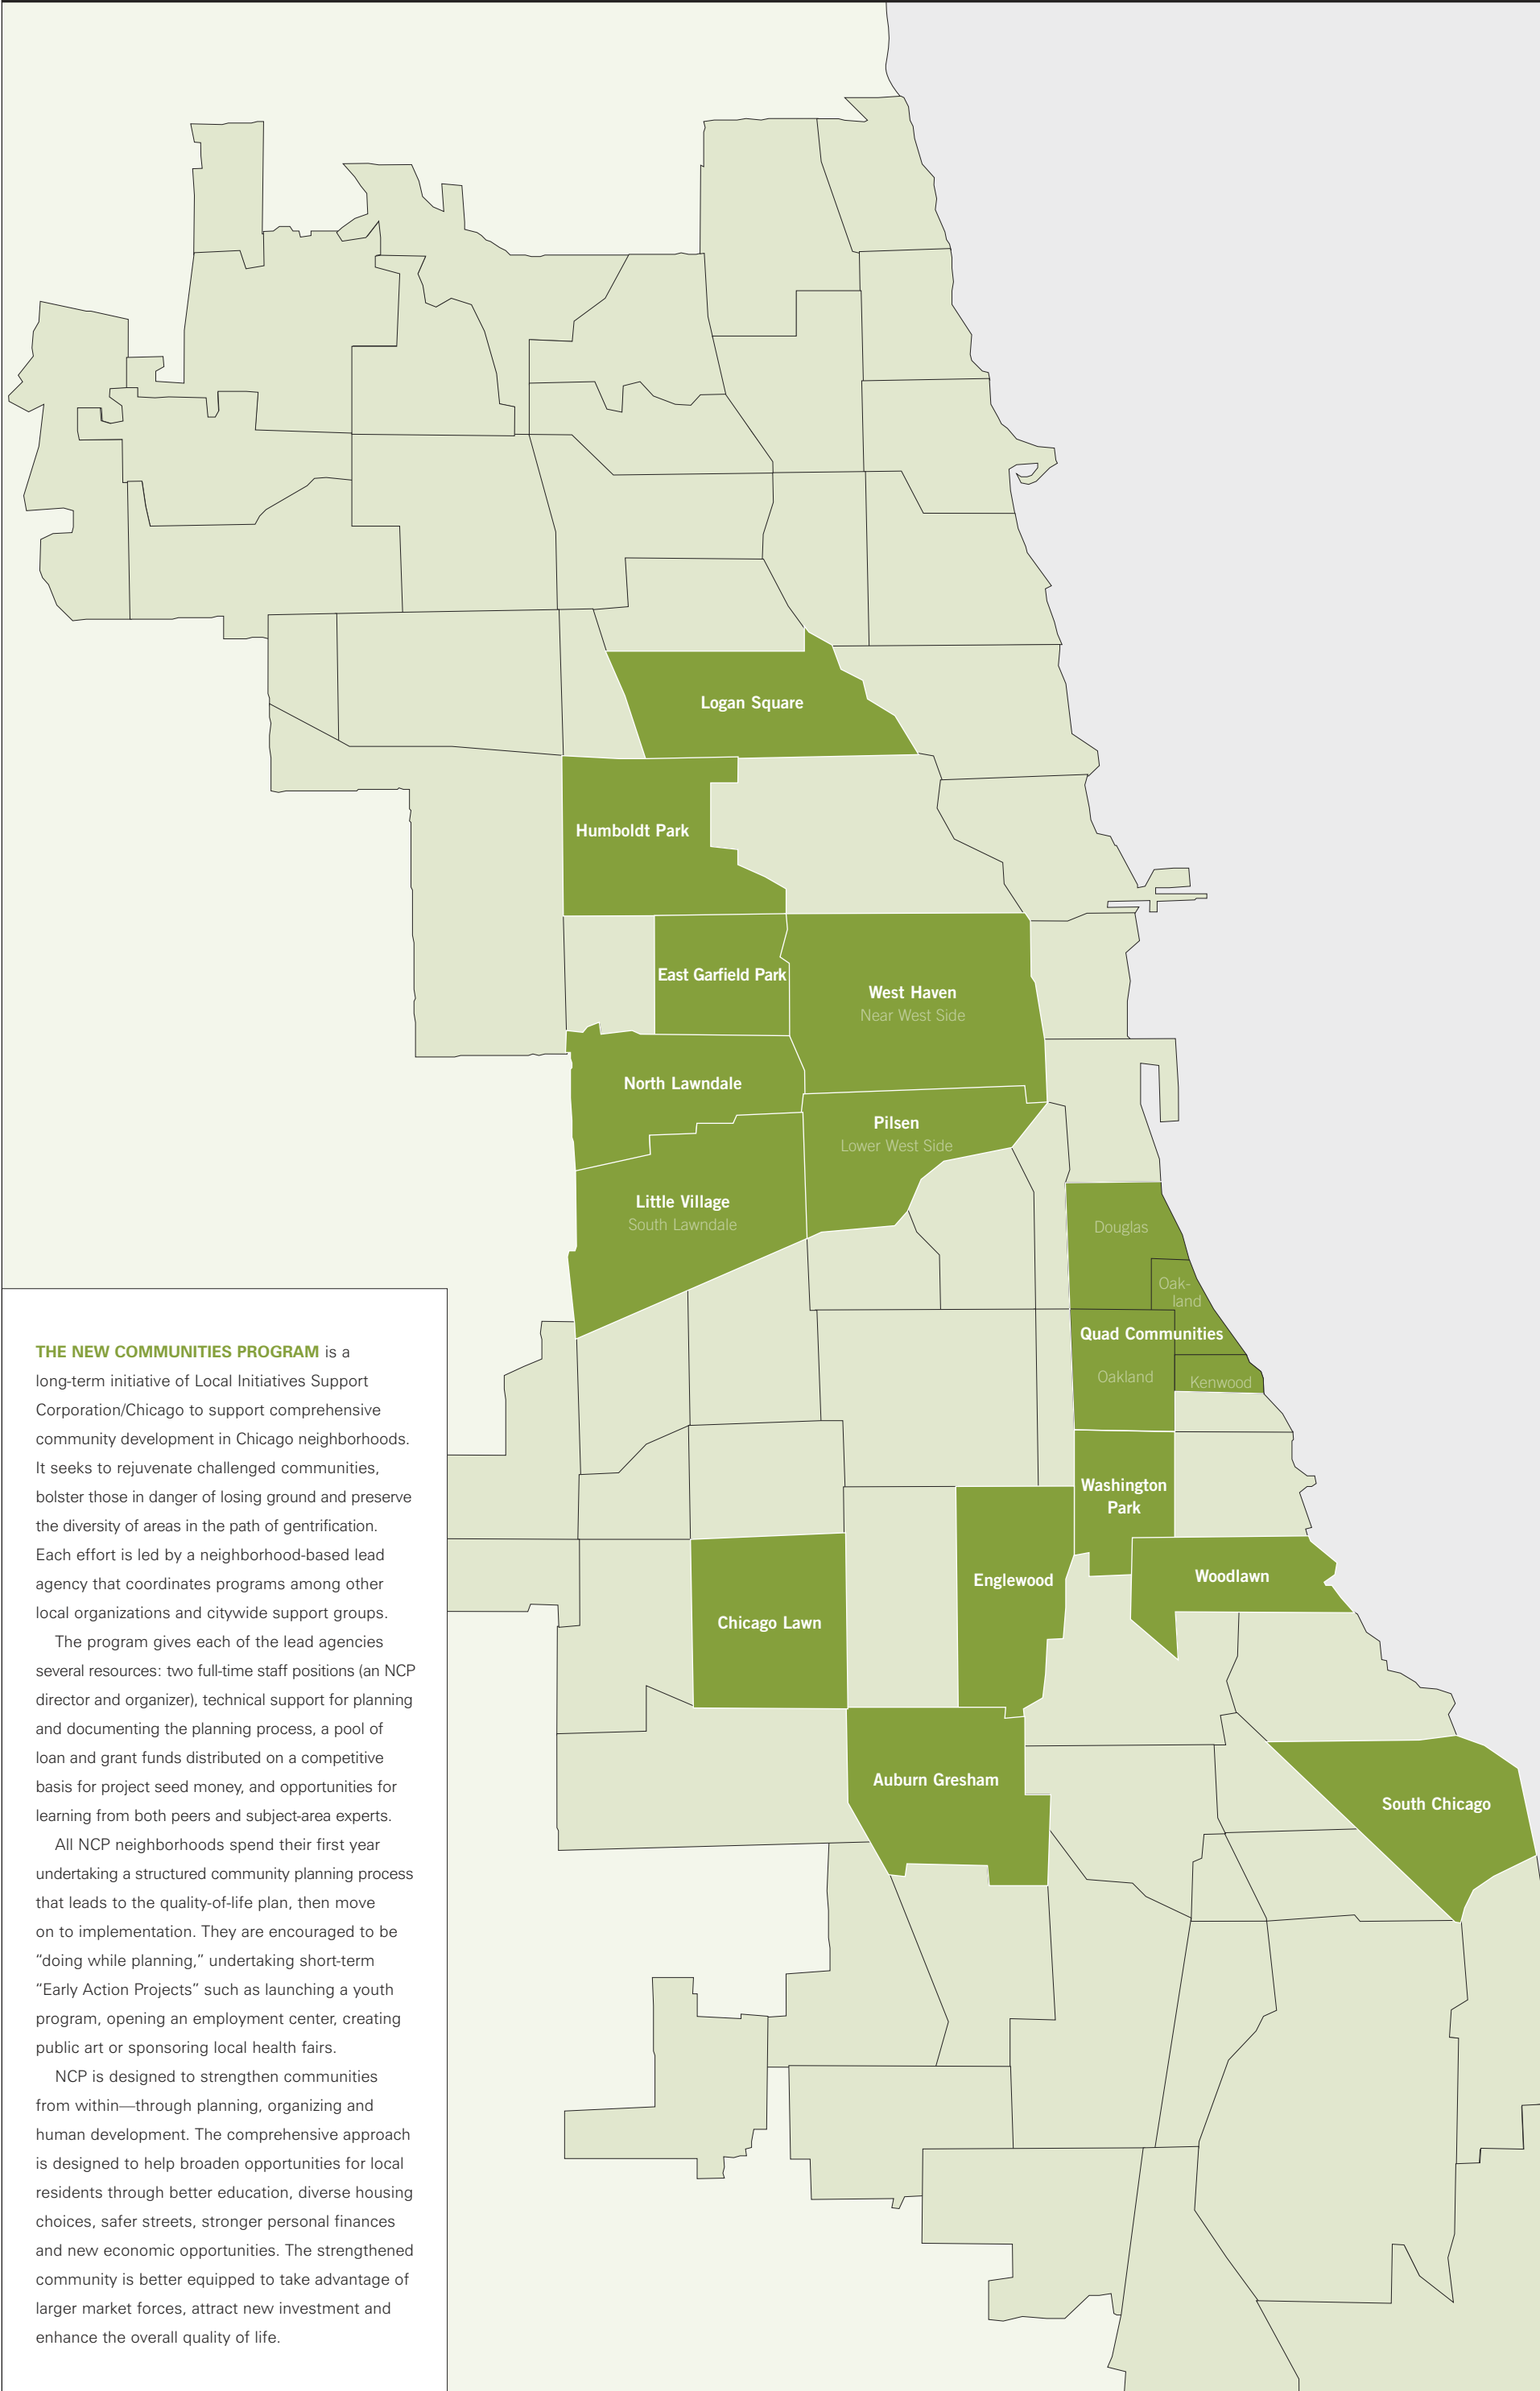 Logan Square
Humboldt Park
East Garfield Park
West Haven
Near West Side
North Lawndale
Pilsen
Lower West Side
Little Village
South Lawndale
Douglas
Oak-
land
Quad Communities
Oakland
Kenwood
Washington
Park
Englewood
Woodlawn
Chicago Lawn
Auburn Gresham
South Chicago
THE NEW COMMUNITIES PROGRAM is a
long-term initiative of Local Initiatives Support
Corporation/Chicago to support comprehensive
community development in Chicago neighborhoods.
It seeks to rejuvenate challenged communities,
bolster those in danger of losing ground and preserve
the diversity of areas in the path of gentrification.
Each effort is led by a neighborhood-based lead
agency that coordinates programs among other
local organizations and citywide support groups.
The program gives each of the lead agencies
several resources: two full-time staff positions (an NCP
director and organizer), technical support for planning
and documenting the planning process, a pool of
loan and grant funds distributed on a competitive
basis for project seed money, and opportunities for
learning from both peers and subject-area experts.
All NCP neighborhoods spend their first year
undertaking a structured community planning process
that leads to the quality-of-life plan, then move
on to implementation. They are encouraged to be
“doing while planning,” undertaking short-term
“Early Action Projects” such as launching a youth
program, opening an employment center, creating
public art or sponsoring local health fairs.
NCP is designed to strengthen communities
from within—through planning, organizing and
human development. The comprehensive approach
is designed to help broaden opportunities for local
residents through better education, diverse housing
choices, safer streets, stronger personal finances
and new economic opportunities. The strengthened
community is better equipped to take advantage of
larger market forces, attract new investment and
enhance the overall quality of life.